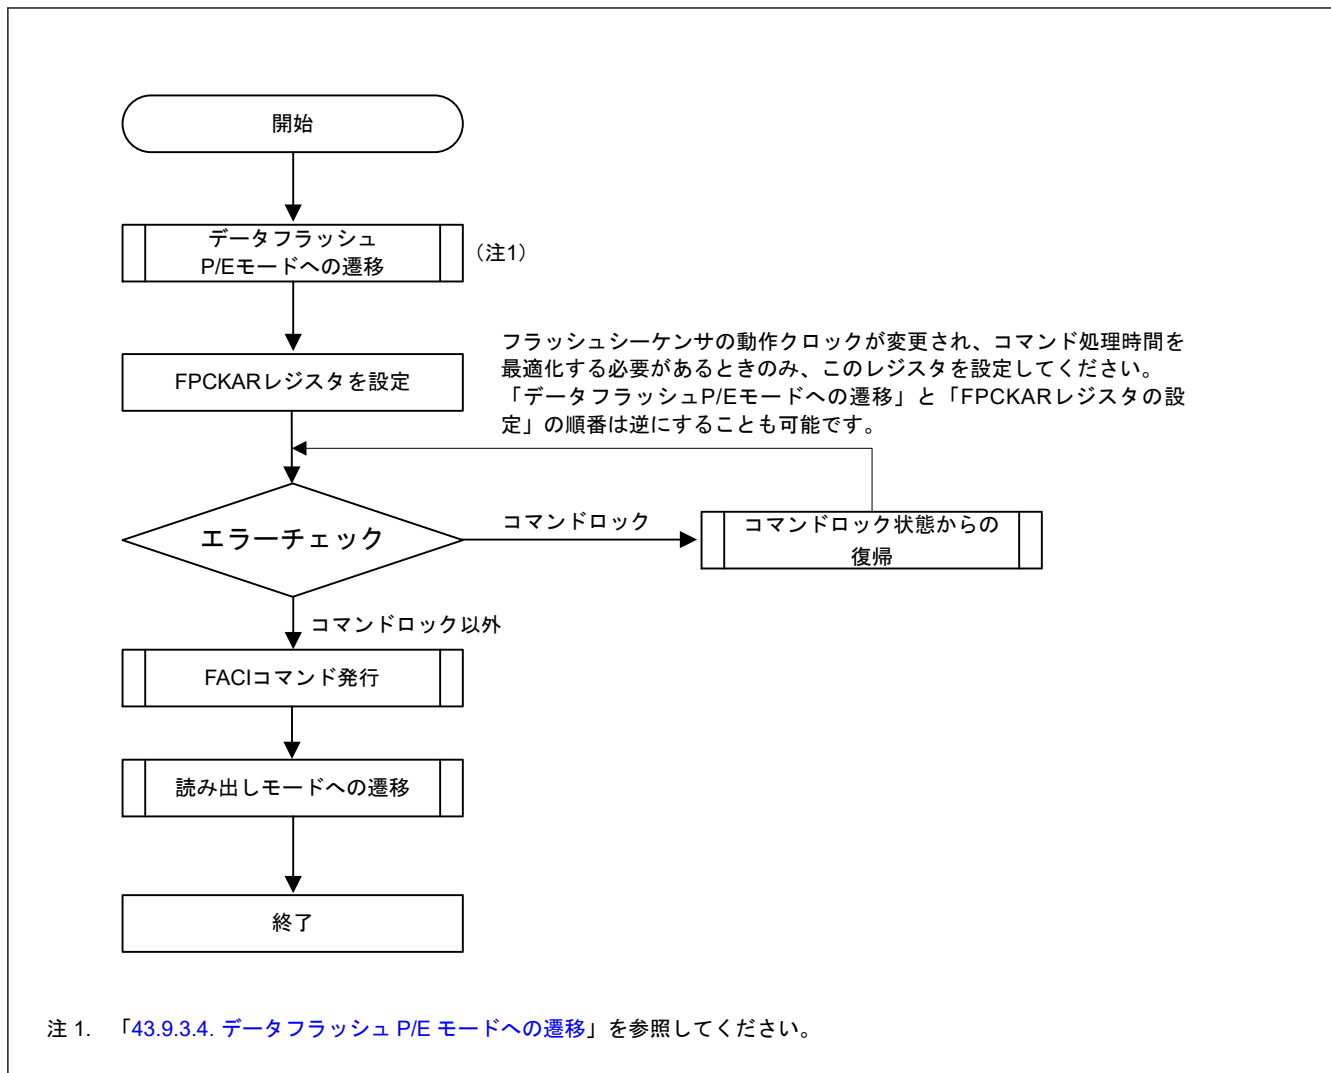 開始
データフラッシュ
P/Eモードへの遷移
（注1）
フラッシュシーケンサの動作クロックが変更され、コマンド処理時間を
最適化する必要があるときのみ、このレジスタを設定してください。
「データフラッシュP/Eモードへの遷移」と「FPCKARレジスタの設
定」の順番は逆にすることも可能です。
FPCKARレジスタを設定
エラーチェック
コマンドロック
コマンドロック状態からの
復帰
コマンドロック以外
FACIコマンド発行
読み出しモードへの遷移
終了
注 1. 「43.9.3.4. データフラッシュ P/E モードへの遷移」を参照してください。